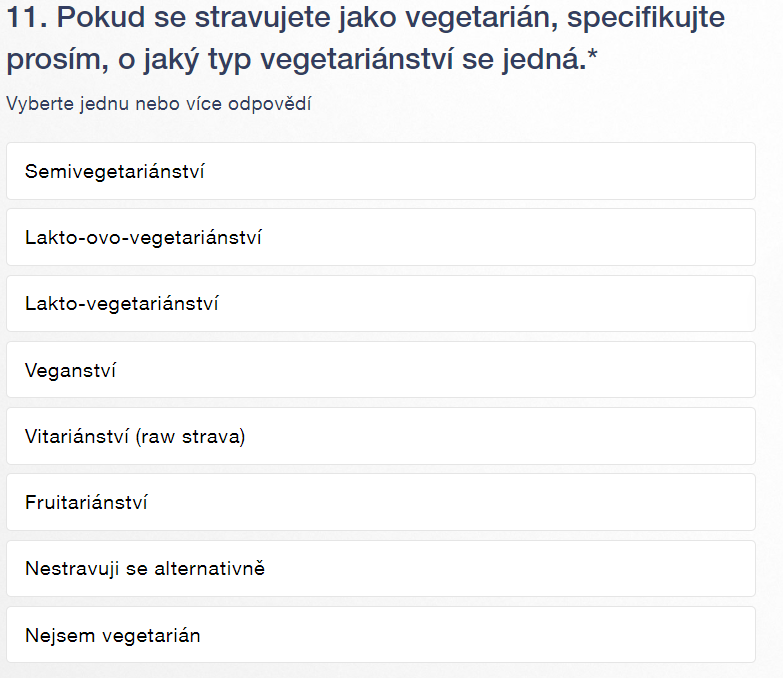 11. Pokud se stravujete jako vegetarián, specifikujte
prosím, o jaký typ vegetariánství se jedná.*
Vyberte jednu nebo více odpovědí
Semivegetariánství
Lakto-ovo-vegetariánství
Lakto-vegetariánství
Veganství
Vitariánství (raw strava)
Fruitariánství
Nestravuji se alternativně
Nejsem vegetarián